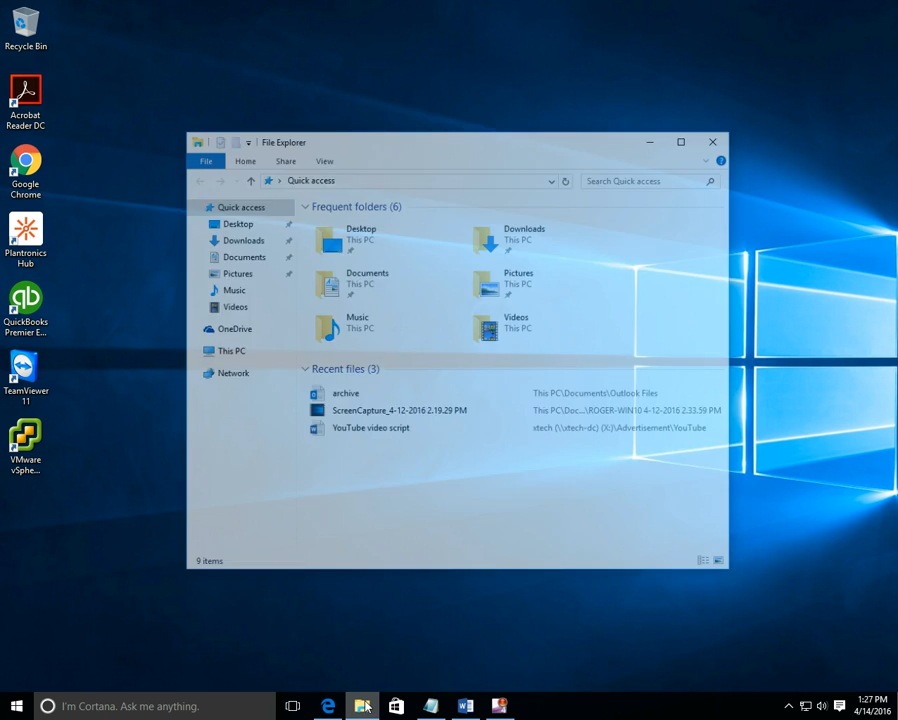 Recycle Bin
Acrobat
Reader DC
Google
Chrome
Plantronics
Hub
QuickBooks
Premier E...
TeamViewer
11
VMware
vSphe...
File Explorer
File
Home
Share
View
Quick access
Search Quick access
Quick access
Desktop
Downloads
Documents
Pictures
Music
Videos
OneDrive
This PC
Network
Frequent folders (6)
Desktop
This PC
Downloads
This PC
Documents
This PC
Pictures
This PC
Music
This PC
Videos
This PC
Recent files (3)
archive This PC\Documents\Outlook Files
ScreenCapture_4-12-2016 2.19.29 PM This PC\Doc...\ROGER-WIN10 4-12-2016 2.33.59 PM
YouTube video script xtech (\\xtech-dc) (X:)\Advertisement\YouTube
9 items
I'm Cortana. Ask me anything.
1:27 PM
4/14/2016